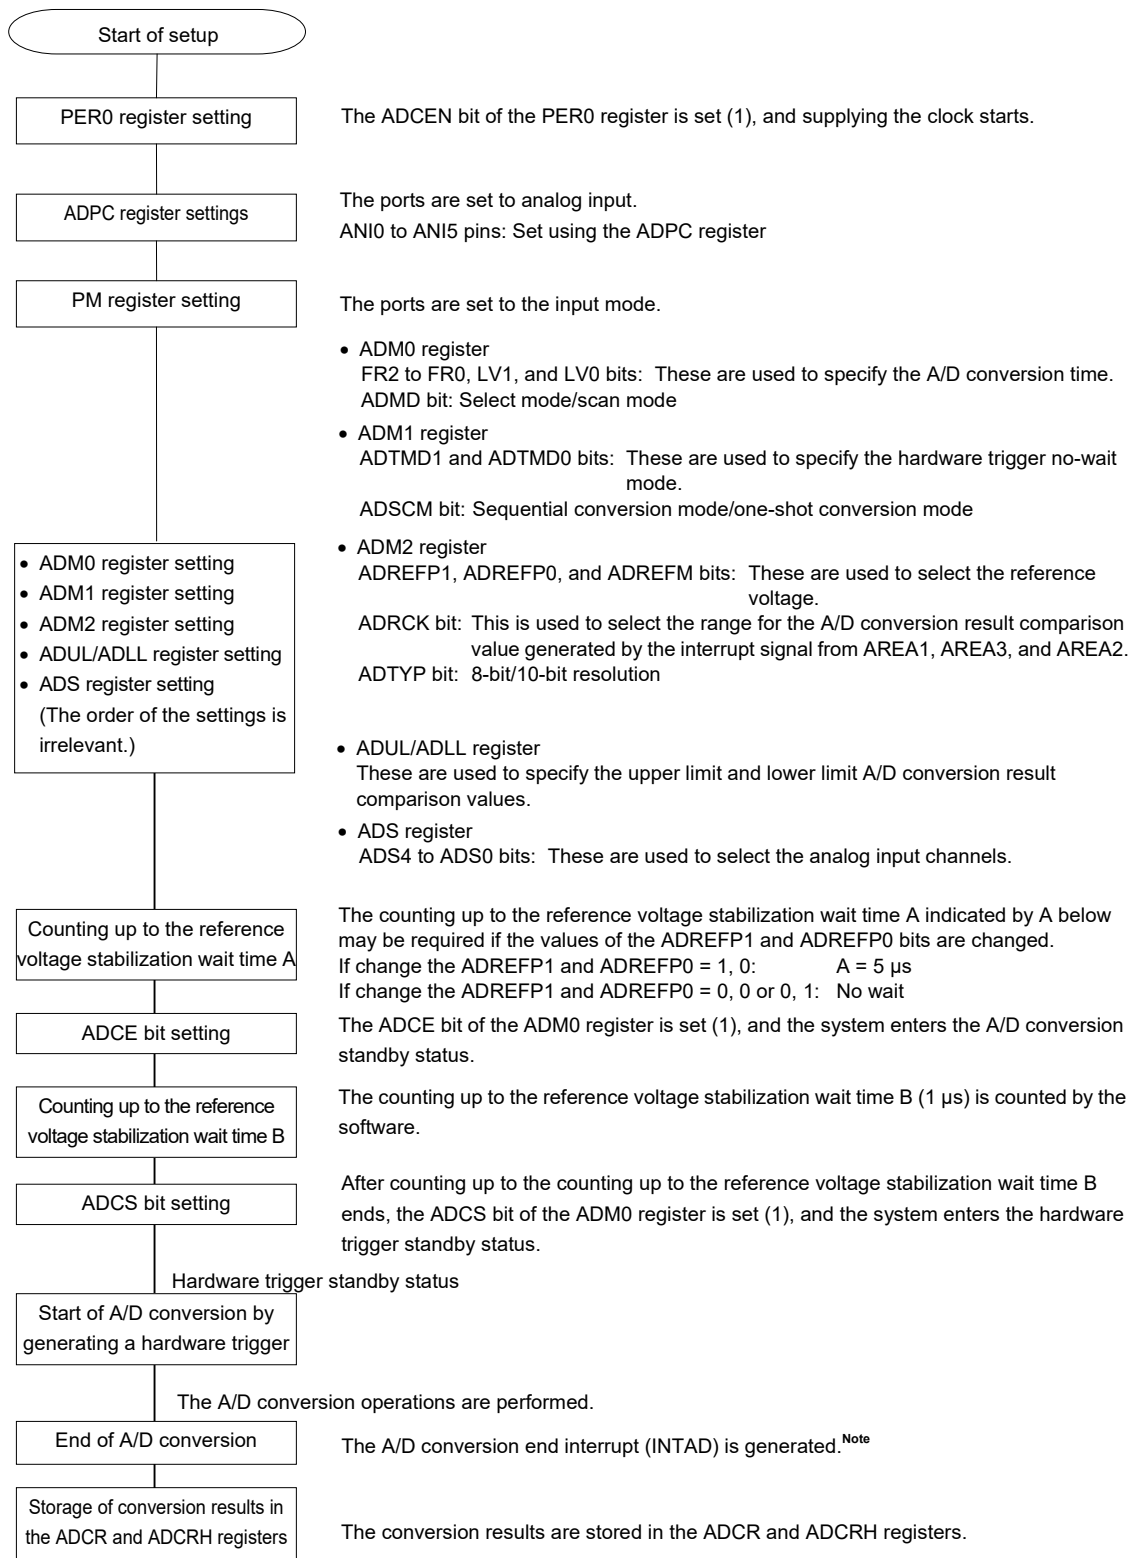 Start of setup
PER0 register setting
The ADCEN bit of the PER0 register is set (1), and supplying the clock starts.
ADPC register settings
The ports are set to analog input.
ANI0 to ANI5 pins: Set using the ADPC register
PM register setting
The ports are set to the input mode.
• ADM0 register
FR2 to FR0, LV1, and LV0 bits: These are used to specify the A/D conversion time.
ADMD bit: Select mode/scan mode
• ADM1 register
ADTMD1 and ADTMD0 bits: These are used to specify the hardware trigger no-wait
mode.
ADSCM bit: Sequential conversion mode/one-shot conversion mode
• ADM0 register setting
• ADM1 register setting
• ADM2 register setting
• ADUL/ADLL register setting
• ADS register setting
(The order of the settings is
irrelevant.)
• ADM2 register
ADREFP1, ADREFP0, and ADREFM bits: These are used to select the reference
voltage.
ADRCK bit: This is used to select the range for the A/D conversion result comparison
value generated by the interrupt signal from AREA1, AREA3, and AREA2.
ADTYP bit: 8-bit/10-bit resolution
• ADUL/ADLL register
These are used to specify the upper limit and lower limit A/D conversion result
comparison values.
• ADS register
ADS4 to ADS0 bits: These are used to select the analog input channels.
Counting up to the reference
voltage stabilization wait time A
The counting up to the reference voltage stabilization wait time A indicated by A below
may be required if the values of the ADREFP1 and ADREFP0 bits are changed.
If change the ADREFP1 and ADREFP0 = 1, 0: A = 5 µs
If change the ADREFP1 and ADREFP0 = 0, 0 or 0, 1: No wait
ADCE bit setting
The ADCE bit of the ADM0 register is set (1), and the system enters the A/D conversion
standby status.
Counting up to the reference
voltage stabilization wait time B
The counting up to the reference voltage stabilization wait time B (1 µs) is counted by the
software.
ADCS bit setting
After counting up to the counting up to the reference voltage stabilization wait time B
ends, the ADCS bit of the ADM0 register is set (1), and the system enters the hardware
trigger standby status.
Hardware trigger standby status
Start of A/D conversion by
generating a hardware trigger
The A/D conversion operations are performed.
End of A/D conversion
The A/D conversion end interrupt (INTAD) is generated.Note
Storage of conversion results in
the ADCR and ADCRH registers
The conversion results are stored in the ADCR and ADCRH registers.